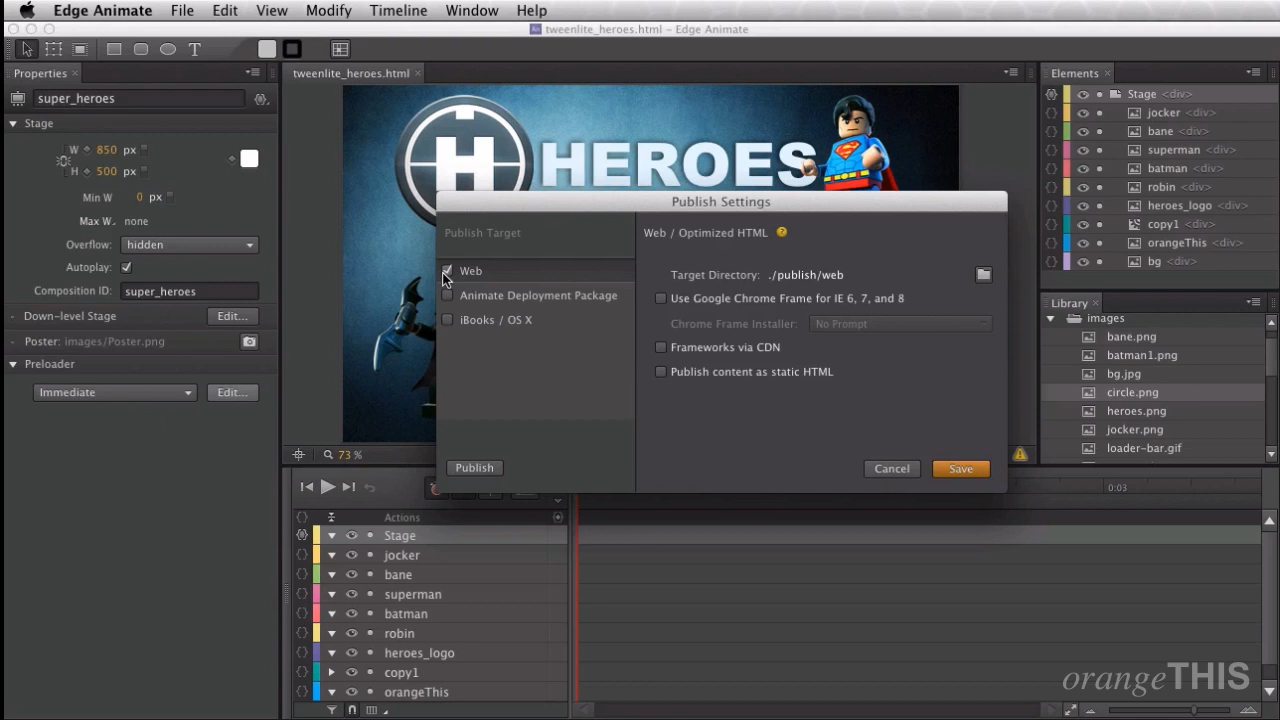 Edge Animate File Edit View Modify Timeline Window Help
tweenlite_heroes.html - Edge Animate
T
Properties ×
super_heroes
Stage
W 850 px
H 500 px
Min W 0 px
Max W. none
Overflow: hidden
Autoplay:
Composition ID: super_heroes
Down-level Stage Edit...
Poster: images/Poster.png
Preloader
Immediate Edit...
tweenlite_heroes.html ×
H HEROES
S
73 %
Publish Settings
Publish Target
Web
Animate Deployment Package
iBooks / OS X
Publish
Web / Optimized HTML ?
Target Directory: ./publish/web
Use Google Chrome Frame for IE 6, 7, and 8
Chrome Frame Installer: No Prompt
Frameworks via CDN
Publish content as static HTML
Cancel Save
Elements ×
Stage <div>
jocker <div>
bane <div>
superman <div>
batman <div>
robin <div>
heroes_logo <div>
copy1 <div>
orangeThis <div>
bg <div>
Library ×
images
bane.png
batman1.png
bg.jpg
circle.png
heroes.png
jocker.png
loader-bar.gif
0:03
Actions
Stage
jocker
bane
superman
batman
robin
heroes_logo
copy1
orangeThis
orangeTHIS